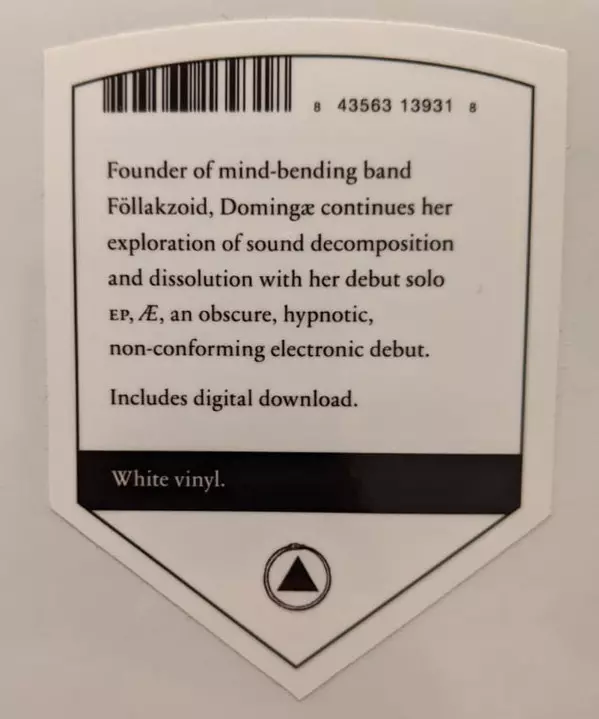 8 43563 13931 8
Founder of mind-bending band
Föllakzoid, Domingæ continues her
exploration of sound decomposition
and dissolution with her debut solo
EP, Æ, an obscure, hypnotic,
non-conforming electronic debut.
Includes digital download.
White vinyl.